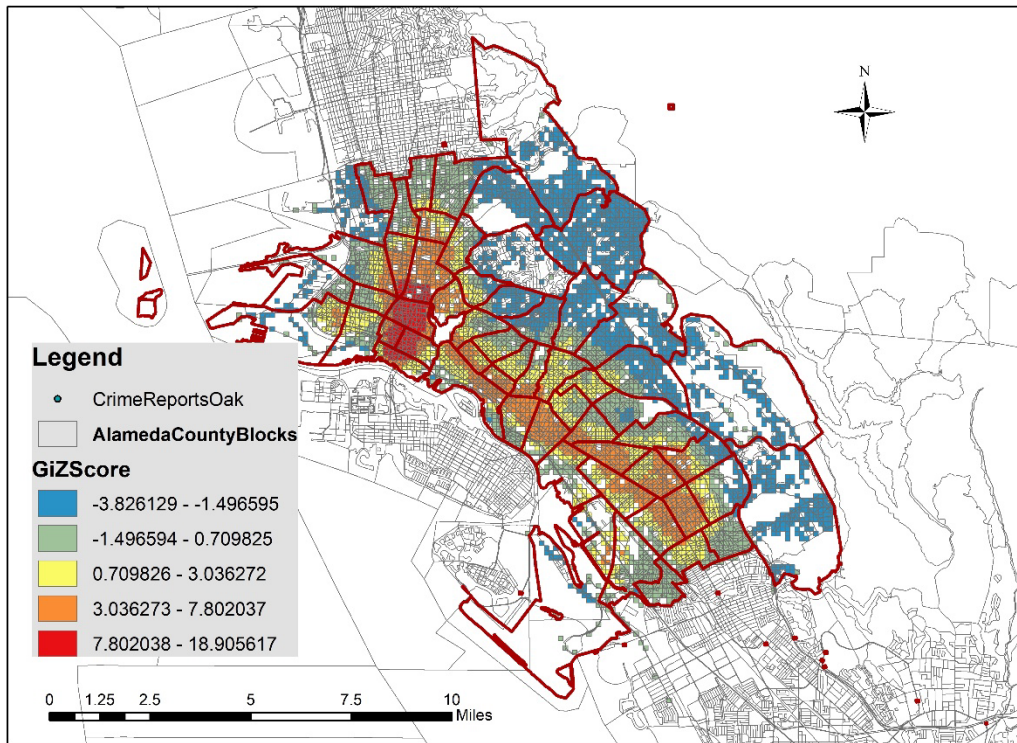 N
Legend
CrimeReportsOak
AlamedaCountyBlocks
GiZScore
-3.826129 - -1.496595
-1.496594 - 0.709825
0.709826 - 3.036272
3.036273 - 7.802037
7.802038 - 18.905617
0 1.25 2.5 5 7.5 10
Miles